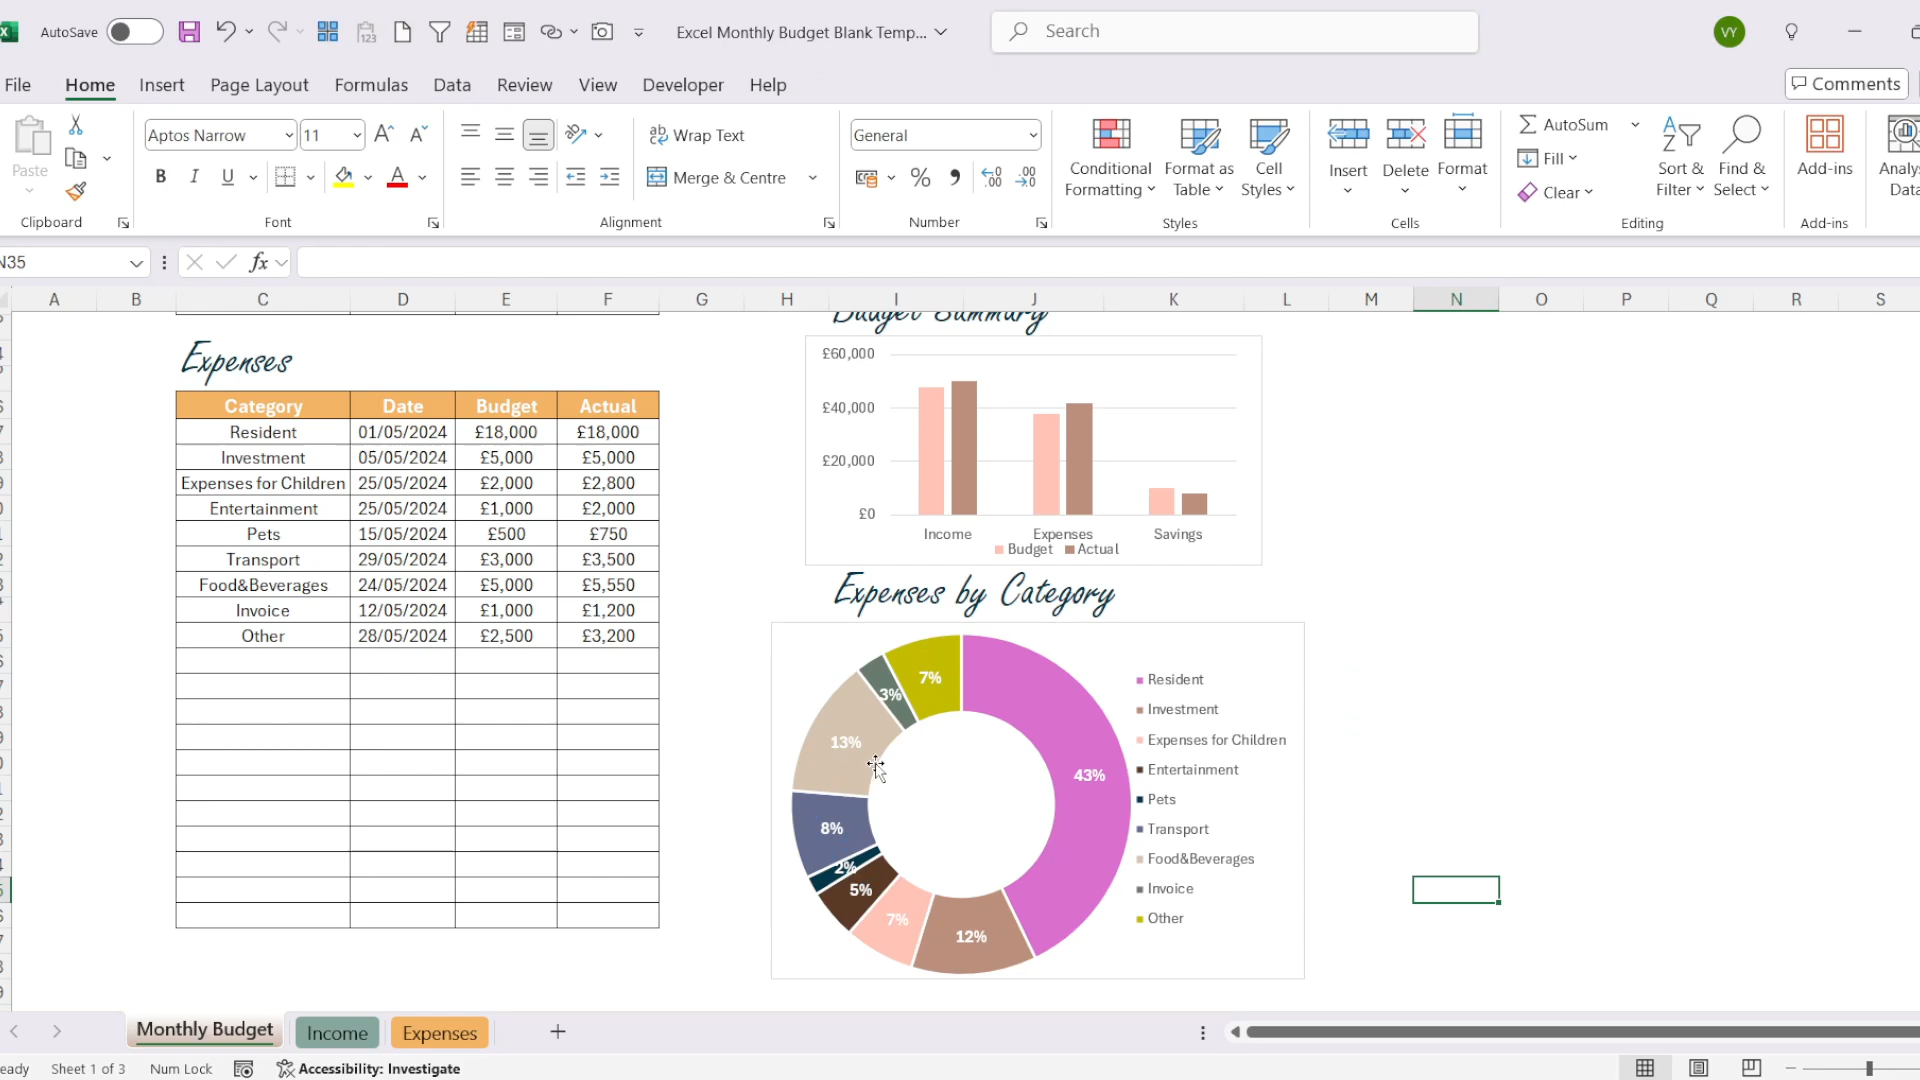 AutoSave
Excel Monthly Budget Blank Temp...
Search
VY
File Home Insert Page Layout Formulas Data Review View Developer Help
Comments
Paste
Clipboard
Aptos Narrow 11
B I U
Font
Wrap Text
Merge & Centre
Alignment
General
Number
Conditional Formatting
Format as Table
Cell Styles
Styles
Insert Delete Format
Cells
AutoSum
Fill
Clear
Sort & Filter
Find & Select
Editing
Add-ins
Add-ins
N35
fx
A B C D E F G H I J K L M N O P Q R S
Expenses
Category Date Budget Actual
Resident 01/05/2024 £18,000 £18,000
Investment 05/05/2024 £5,000 £5,000
Expenses for Children 25/05/2024 £2,000 £2,800
Entertainment 25/05/2024 £1,000 £2,000
Pets 15/05/2024 £500 £750
Transport 29/05/2024 £3,000 £3,500
Food&Beverages 24/05/2024 £5,000 £5,550
Invoice 12/05/2024 £1,000 £1,200
Other 28/05/2024 £2,500 £3,200
Budget Summary
£60,000
£40,000
£20,000
£0
Income Expenses Savings
Budget Actual
Expenses by Category
7%
3%
13%
43%
8%
2%
5%
7%
12%
Resident
Investment
Expenses for Children
Entertainment
Pets
Transport
Food&Beverages
Invoice
Other
Monthly Budget Income Expenses
Sheet 1 of 3 Num Lock Accessibility: Investigate